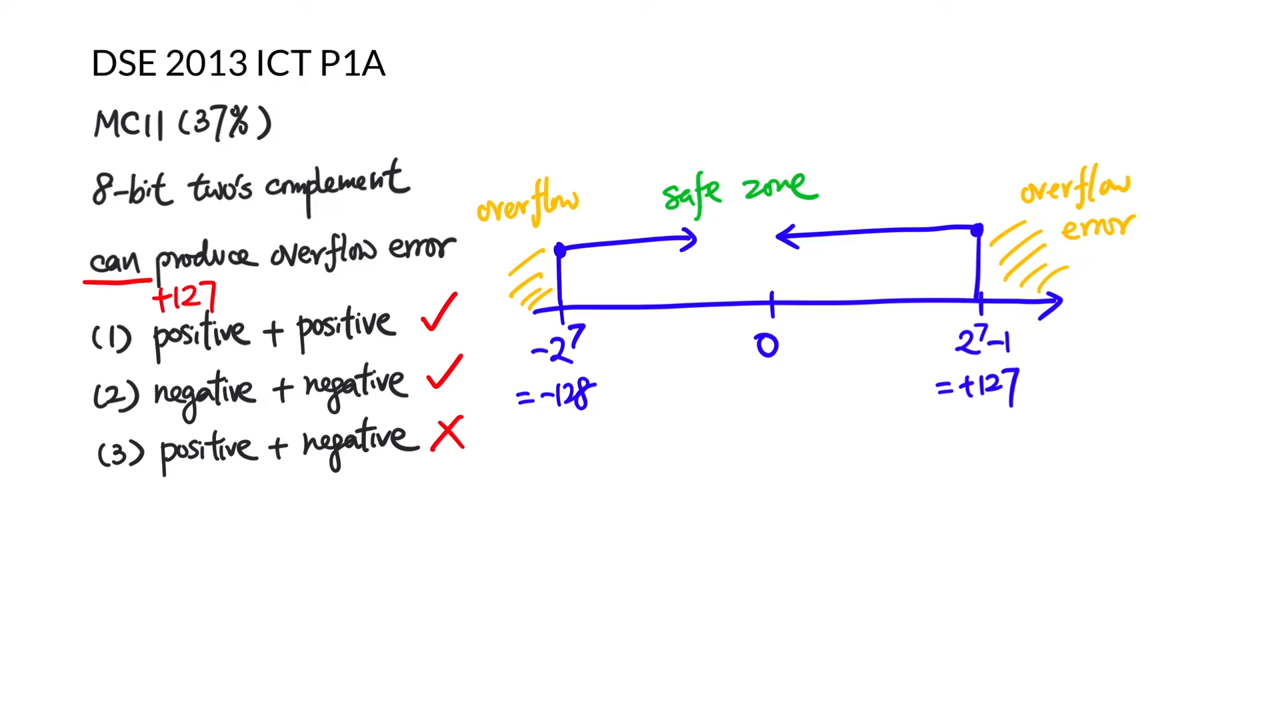 DSE 2013 ICT P1A
MC11 (37%)
8-bit two's complement
can produce overflow error
+127
(1) positive + positive ✓
(2) negative + negative ✓
(3) positive + negative ✗
overflow
safe zone
overflow
error
-2⁷
0
2⁷-1
= -128
= +127